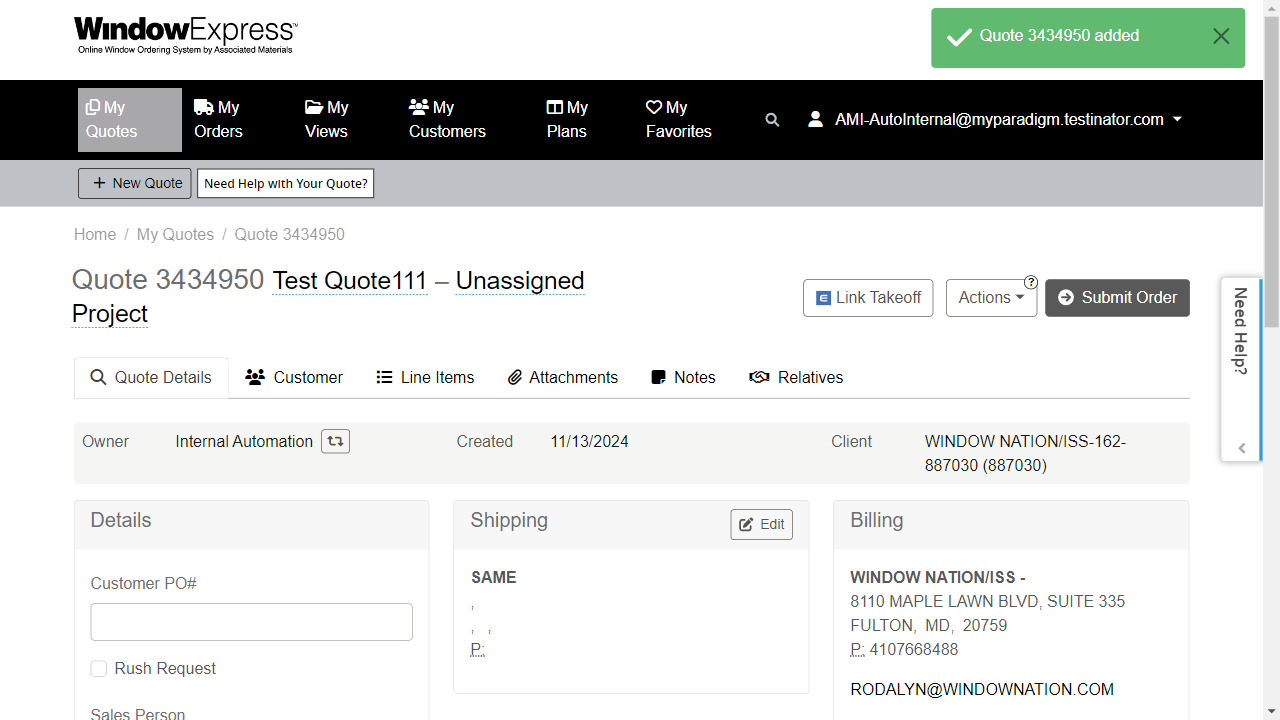 WindowExpress™
Online Window Ordering System by Associated Materials
Quote 3434950 added
My Quotes
My Orders
My Views
My Customers
My Plans
My Favorites
AMI-AutoInternal@myparadigm.testinator.com
+ New Quote
Need Help with Your Quote?
Home / My Quotes / Quote 3434950
Quote 3434950 Test Quote111 – Unassigned
Project
Link Takeoff
Actions
?
Submit Order
Need Help?
Quote Details
Customer
Line Items
Attachments
Notes
Relatives
Owner
Internal Automation
Created
11/13/2024
Client
WINDOW NATION/ISS-162-
887030 (887030)
Details
Customer PO#
Rush Request
Sales Person
Shipping
Edit
SAME
,
, ,
P:
Billing
WINDOW NATION/ISS -
8110 MAPLE LAWN BLVD, SUITE 335
FULTON, MD, 20759
P: 4107668488
RODALYN@WINDOWNATION.COM